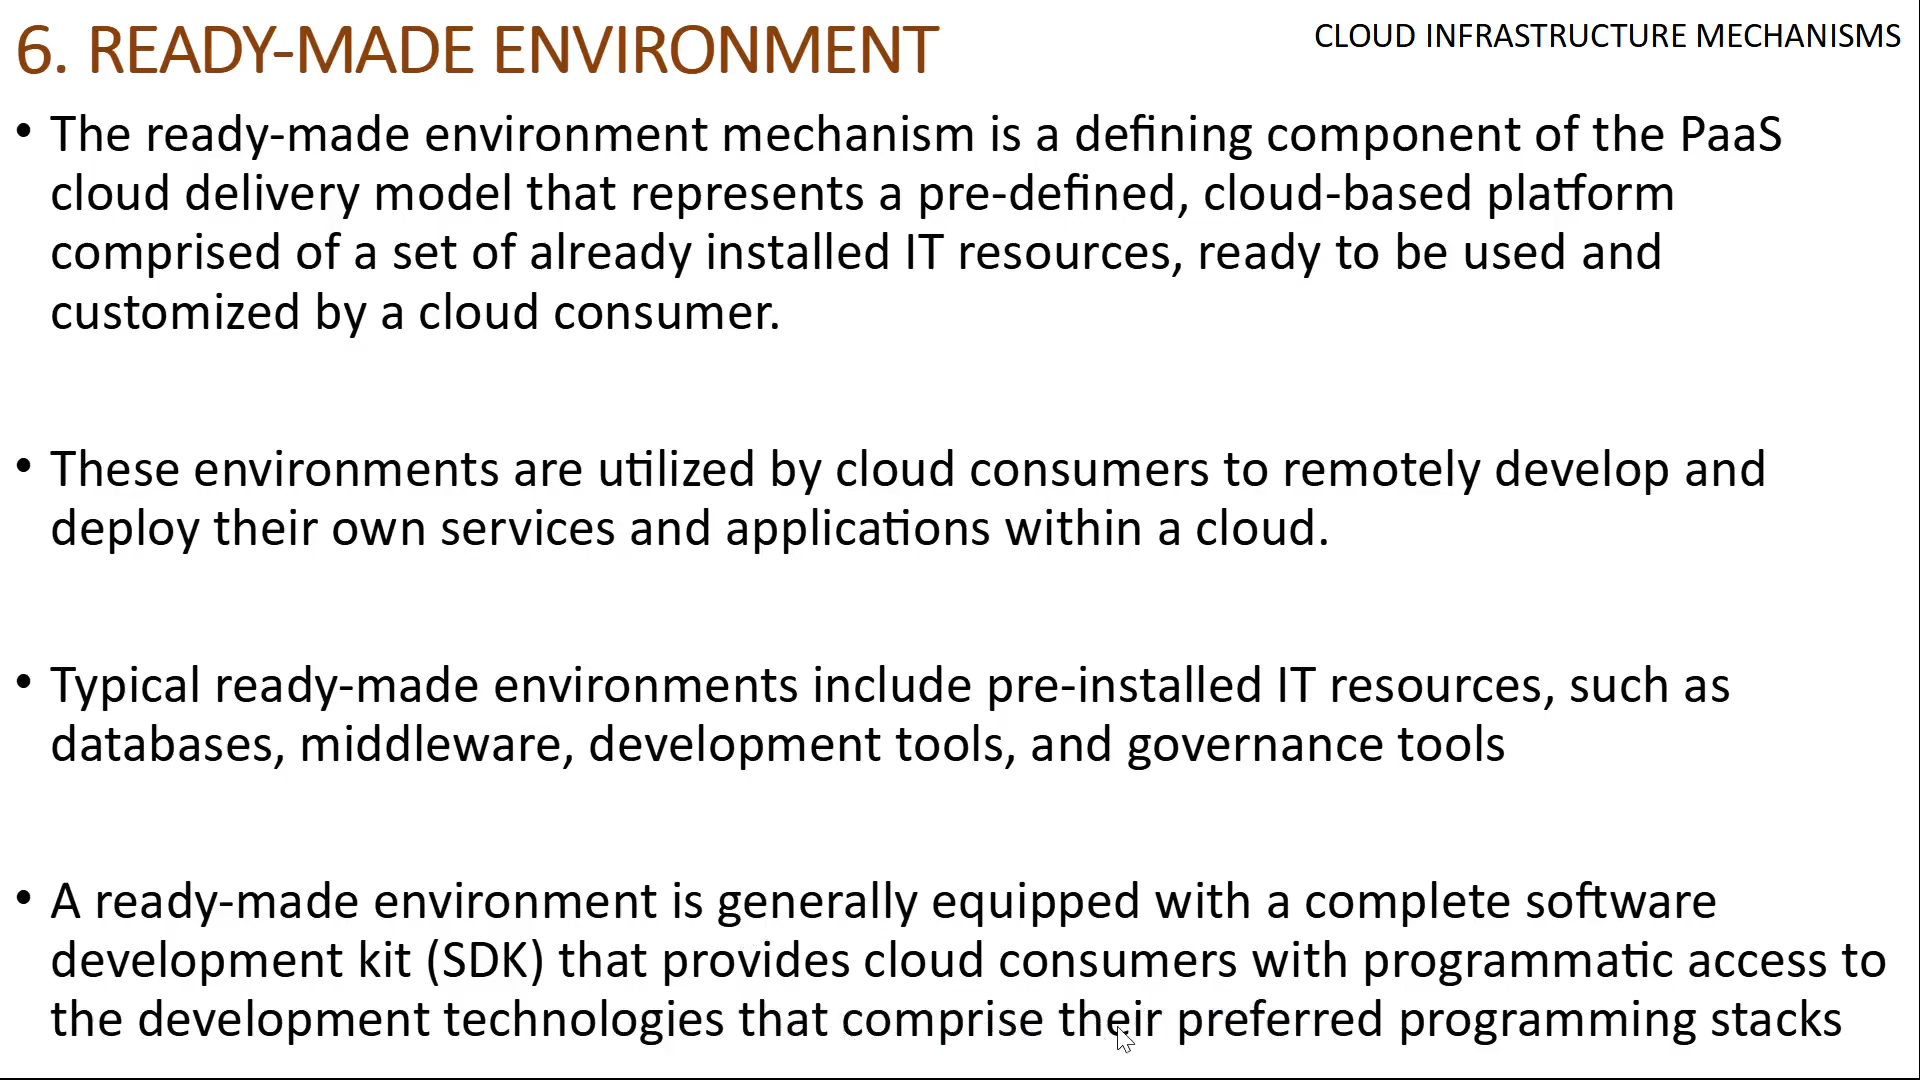 6. READY-MADE ENVIRONMENT
CLOUD INFRASTRUCTURE MECHANISMS
• The ready-made environment mechanism is a defining component of the PaaS
cloud delivery model that represents a pre-defined, cloud-based platform
comprised of a set of already installed IT resources, ready to be used and
customized by a cloud consumer.
• These environments are utilized by cloud consumers to remotely develop and
deploy their own services and applications within a cloud.
• Typical ready-made environments include pre-installed IT resources, such as
databases, middleware, development tools, and governance tools
• A ready-made environment is generally equipped with a complete software
development kit (SDK) that provides cloud consumers with programmatic access to
the development technologies that comprise their preferred programming stacks